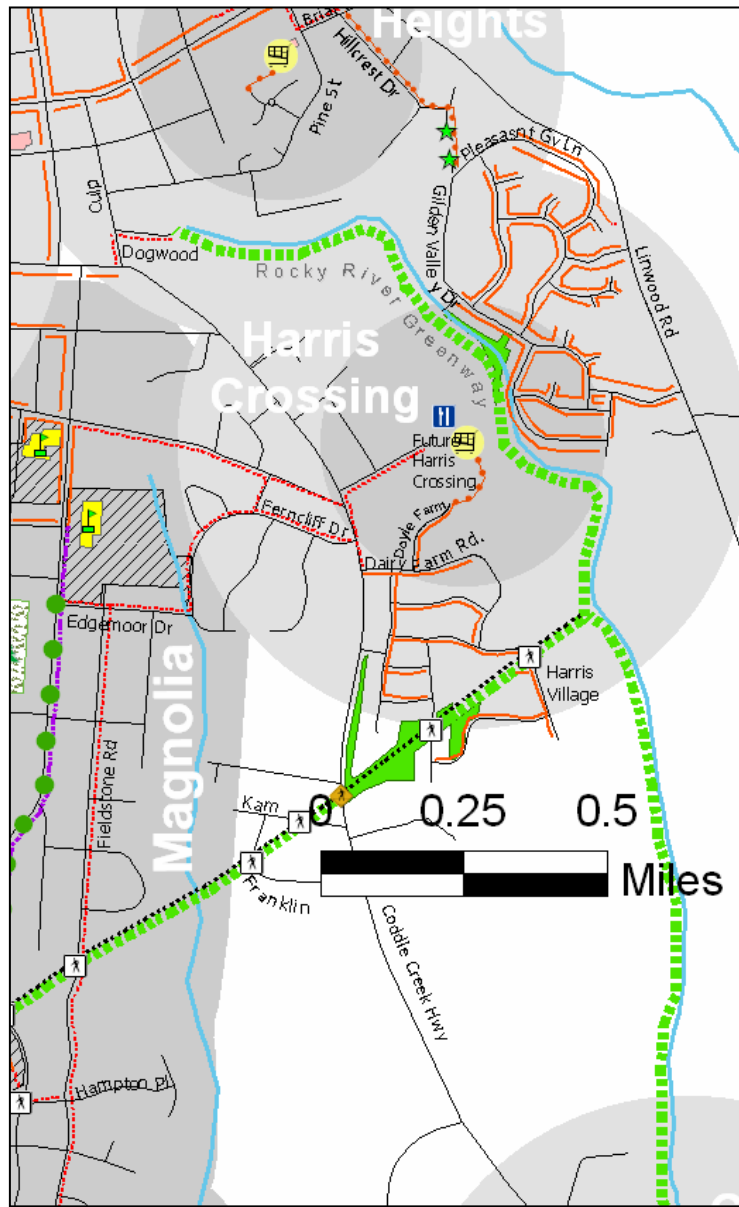 Heights
Bria
Hillcrest Dr
Pine St
Pleasasnt Gv Ln
Culp
Gilden Valley Dr
Dogwood
Linwood Rd
Rocky River Greenway
Harris
Crossing
Future
Harris
Crossing
Ferncliff Dr
Doyle Farm
Dairy Farm Rd.
Edgemoor Dr
Harris
Village
Magnolia
Fieldstone Rd
Kam
0 0.25 0.5
Miles
Franklin
Coddle Creek Hwy
Hampton Pl